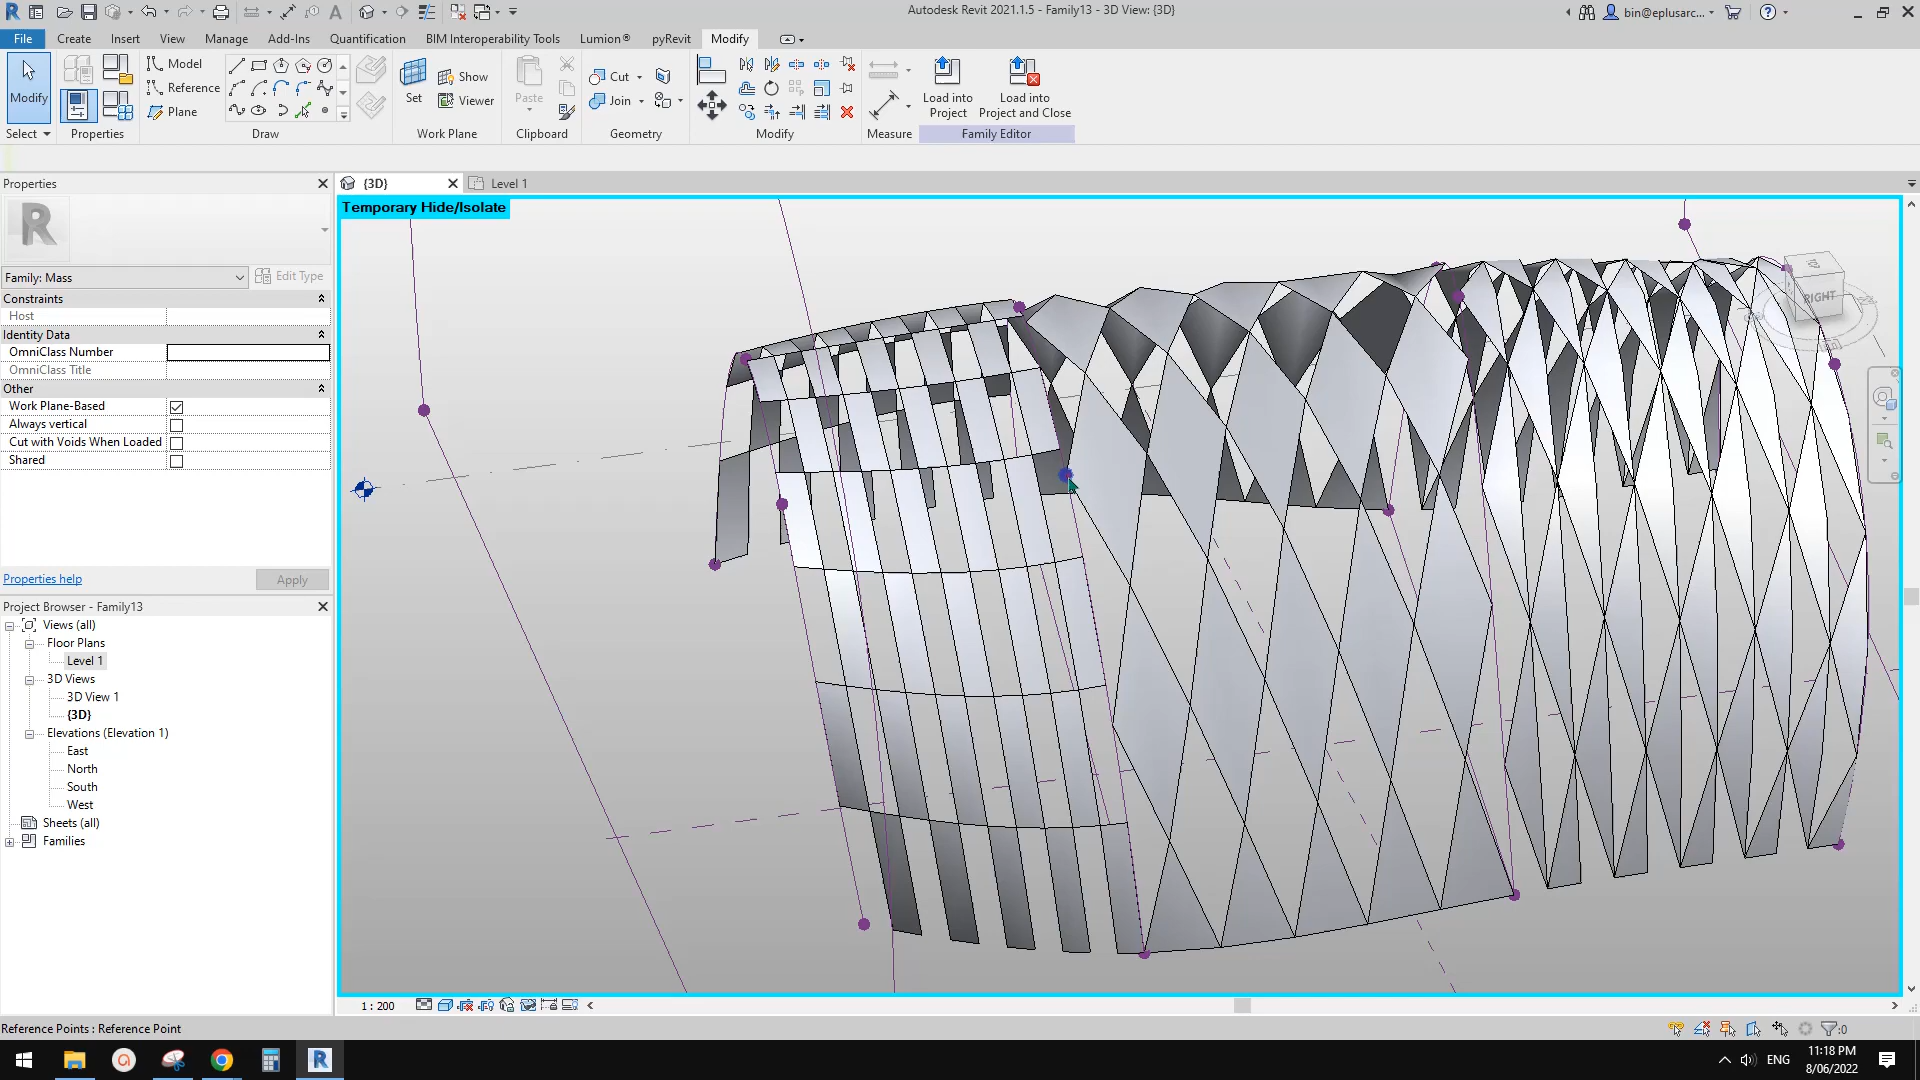 Autodesk Revit 2021.1.5 - Family13 - 3D View: {3D}
bin@eplusarc...
File
Create
Insert
View
Manage
Add-Ins
Quantification
BIM Interoperability Tools
Lumion®
pyRevit
Modify
Modify
Select
Properties
Model
Reference
Plane
Draw
Set
Show
Viewer
Work Plane
Paste
Clipboard
Cut
Join
Geometry
Modify
Measure
Load into
Project
Load into
Project and Close
Family Editor
Properties
{3D}
Level 1
Temporary Hide/Isolate
R
Family: Mass
Edit Type
Constraints
Host
Identity Data
OmniClass Number
OmniClass Title
Other
Work Plane-Based
Always vertical
Cut with Voids When Loaded
Shared
Properties help
Apply
Project Browser - Family13
Views (all)
Floor Plans
Level 1
3D Views
3D View 1
{3D}
Elevations (Elevation 1)
East
North
South
West
Sheets (all)
Families
RIGHT
1 : 200
Reference Points : Reference Point
:0
ENG
11:18 PM
8/06/2022